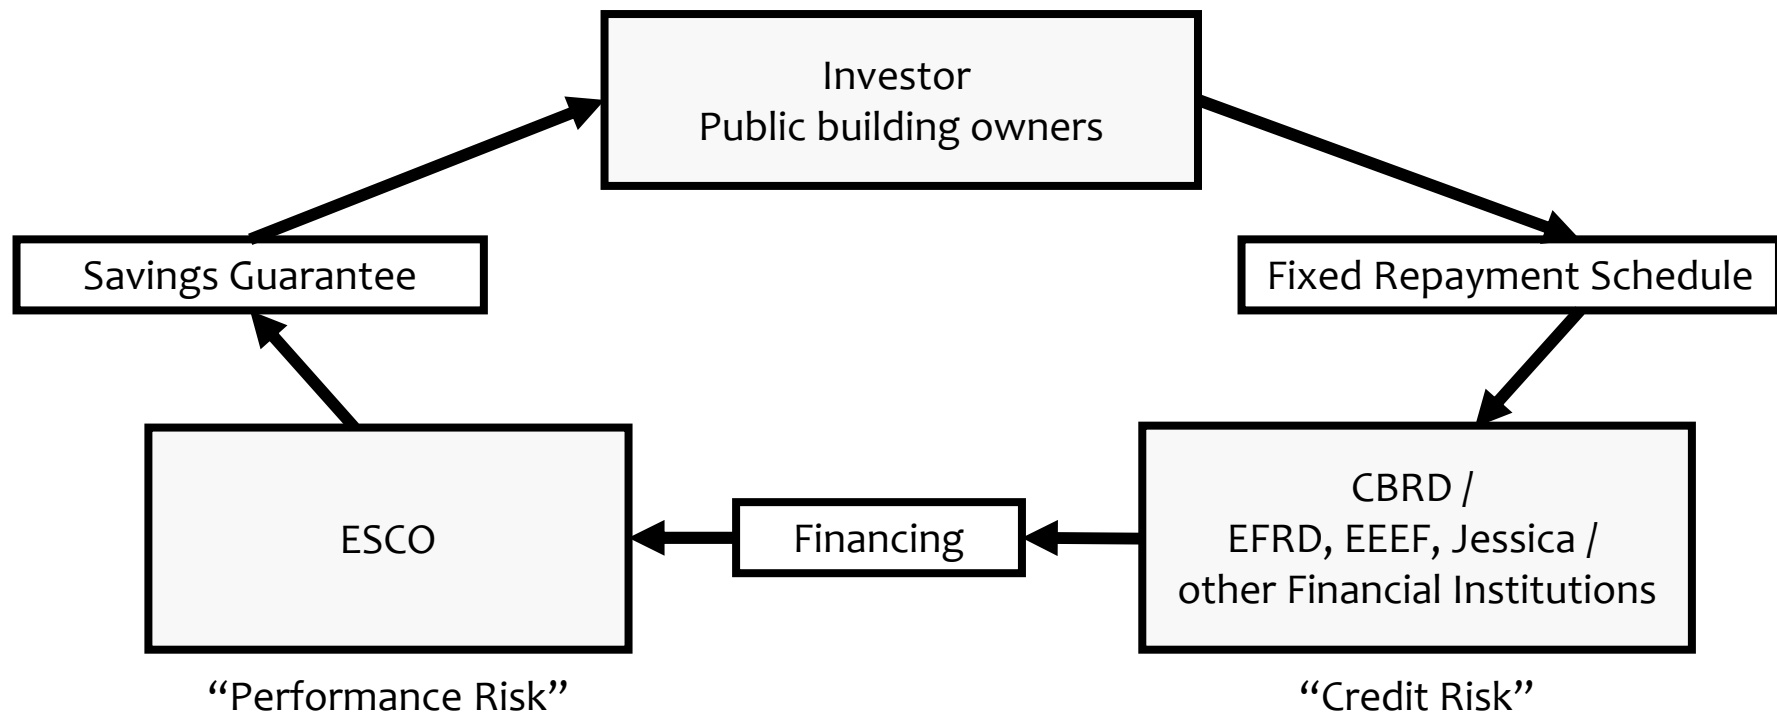 Investor
Public building owners
Savings Guarantee
Fixed Repayment Schedule
ESCO
Financing
CBRD /
EFRD, EEEF, Jessica /
other Financial Institutions
“Performance Risk”
“Credit Risk”